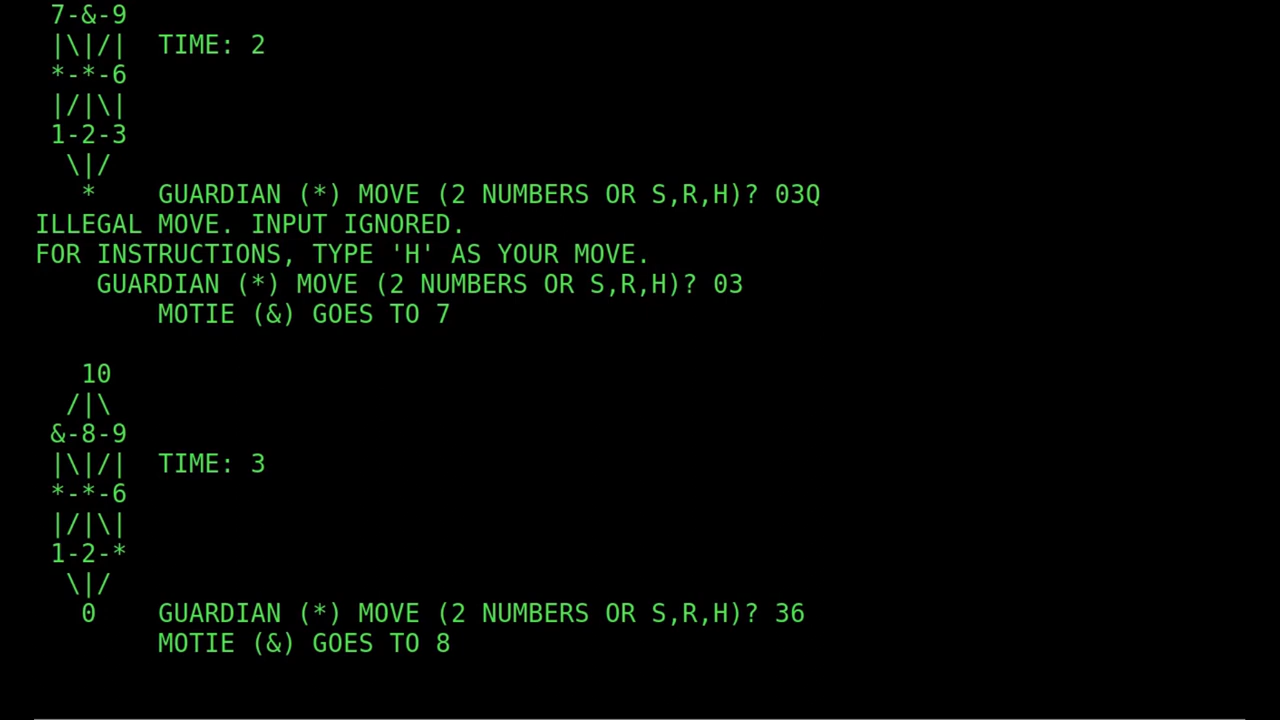 7-&-9
|\|/|  TIME: 2
*-*-6
|/|\|
1-2-3
\|/
*    GUARDIAN (*) MOVE (2 NUMBERS OR S,R,H)? 03Q
ILLEGAL MOVE. INPUT IGNORED.
FOR INSTRUCTIONS, TYPE 'H' AS YOUR MOVE.
GUARDIAN (*) MOVE (2 NUMBERS OR S,R,H)? 03
MOTIE (&) GOES TO 7
10
/|\
&-8-9
|\|/|  TIME: 3
*-*-6
|/|\|
1-2-*
\|/
0    GUARDIAN (*) MOVE (2 NUMBERS OR S,R,H)? 36
MOTIE (&) GOES TO 8